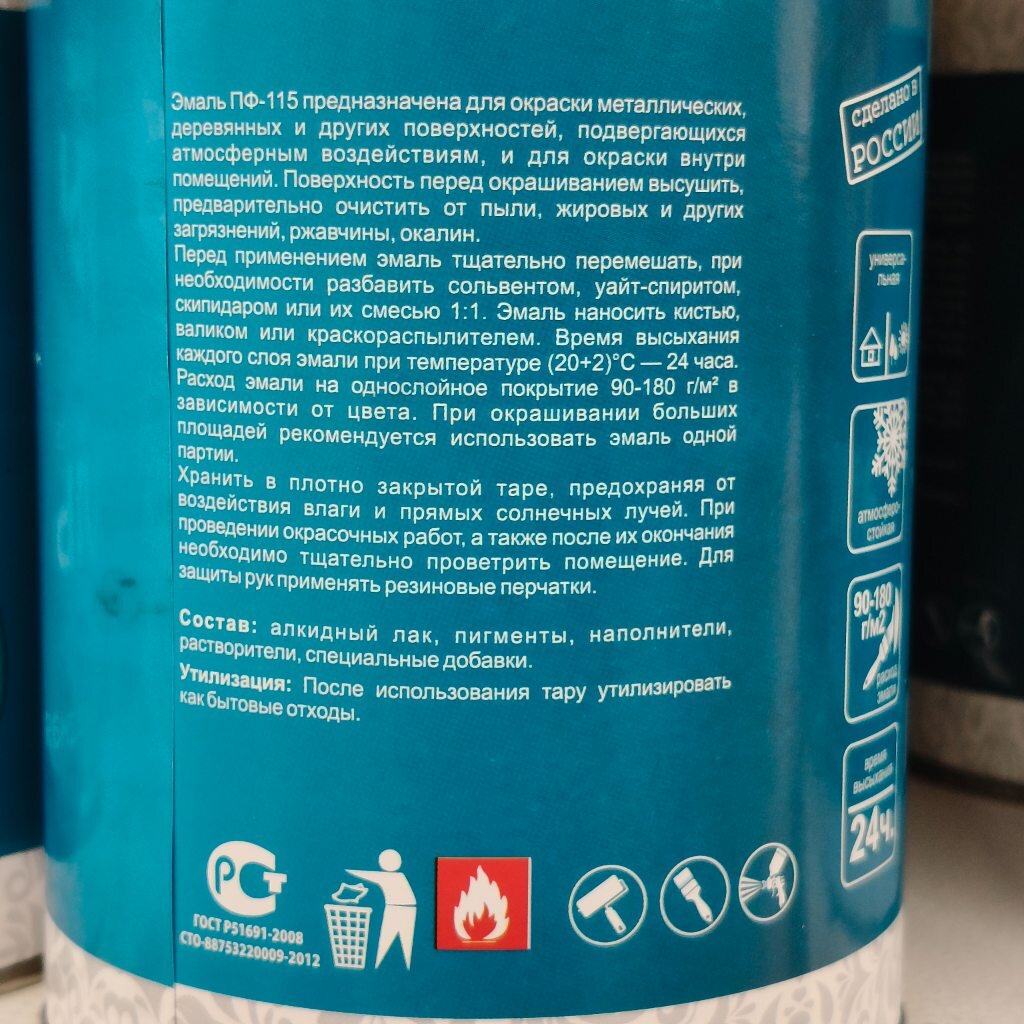 Эмаль ПФ-115 предназначена для окраски металлических,
деревянных и других поверхностей, подвергающихся
атмосферным воздействиям, и для окраски внутри
помещений. Поверхность перед окрашиванием высушить,
предварительно очистить от пыли, жировых и других
загрязнений, ржавчины, окалин.
Перед применением эмаль тщательно перемешать, при
необходимости разбавить сольвентом, уайт-спиритом,
скипидаром или их смесью 1:1. Эмаль наносить кистью,
валиком или краскораспылителем. Время высыхания
каждого слоя эмали при температуре (20+2)°С — 24 часа.
Расход эмали на однослойное покрытие 90-180 г/м² в
зависимости от цвета. При окрашивании больших
площадей рекомендуется использовать эмаль одной
партии.
Хранить в плотно закрытой таре, предохраняя от
воздействия влаги и прямых солнечных лучей. При
проведении окрасочных работ, а также после их окончания
необходимо тщательно проветрить помещение. Для
защиты рук применять резиновые перчатки.
Состав: алкидный лак, пигменты, наполнители,
растворители, специальные добавки.
Утилизация: После использования тару утилизировать
как бытовые отходы.
РСТ
ГОСТ Р51691-2008
СТО-88753220009-2012
сделано в
РОССИИ
универса-
льная
атмосферо-
стойкая
90-180
г/м2
расход
эмали
время
высыхания
24ч.